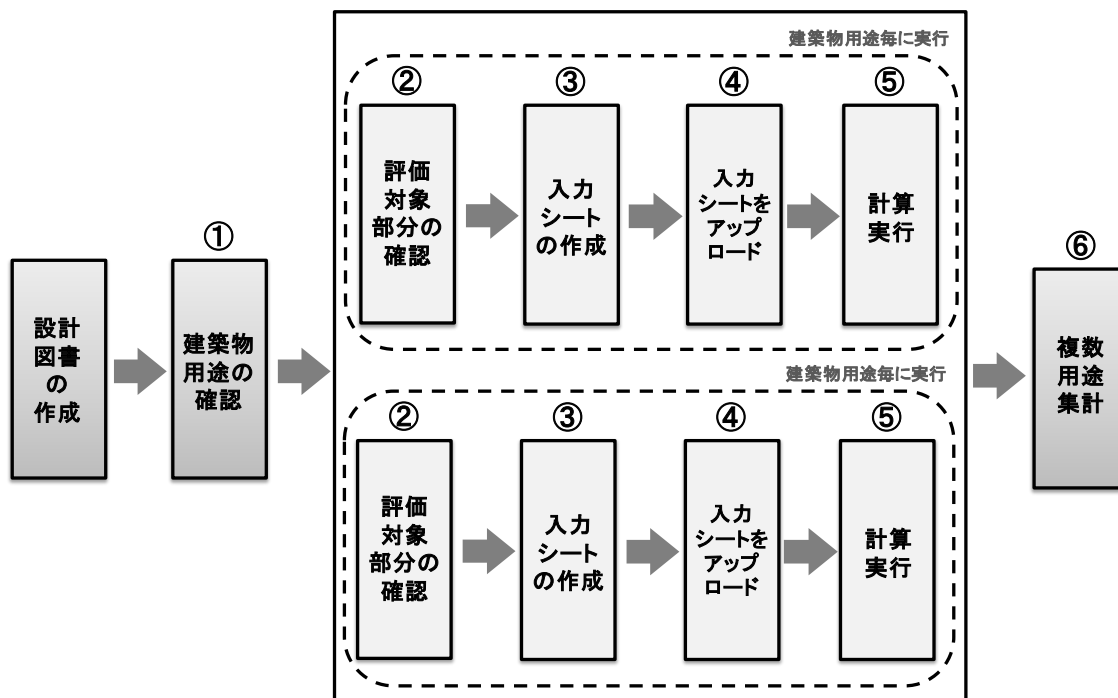 設計
図書
の
作成
①
建築物
用途の
確認
建築物用途毎に実行
②
評価
対象
部分の
確認
③
入力
シート
の作成
④
入力
シートを
アップ
ロード
⑤
計算
実行
建築物用途毎に実行
②
評価
対象
部分の
確認
③
入力
シート
の作成
④
入力
シートを
アップ
ロード
⑤
計算
実行
⑥
複数
用途
集計